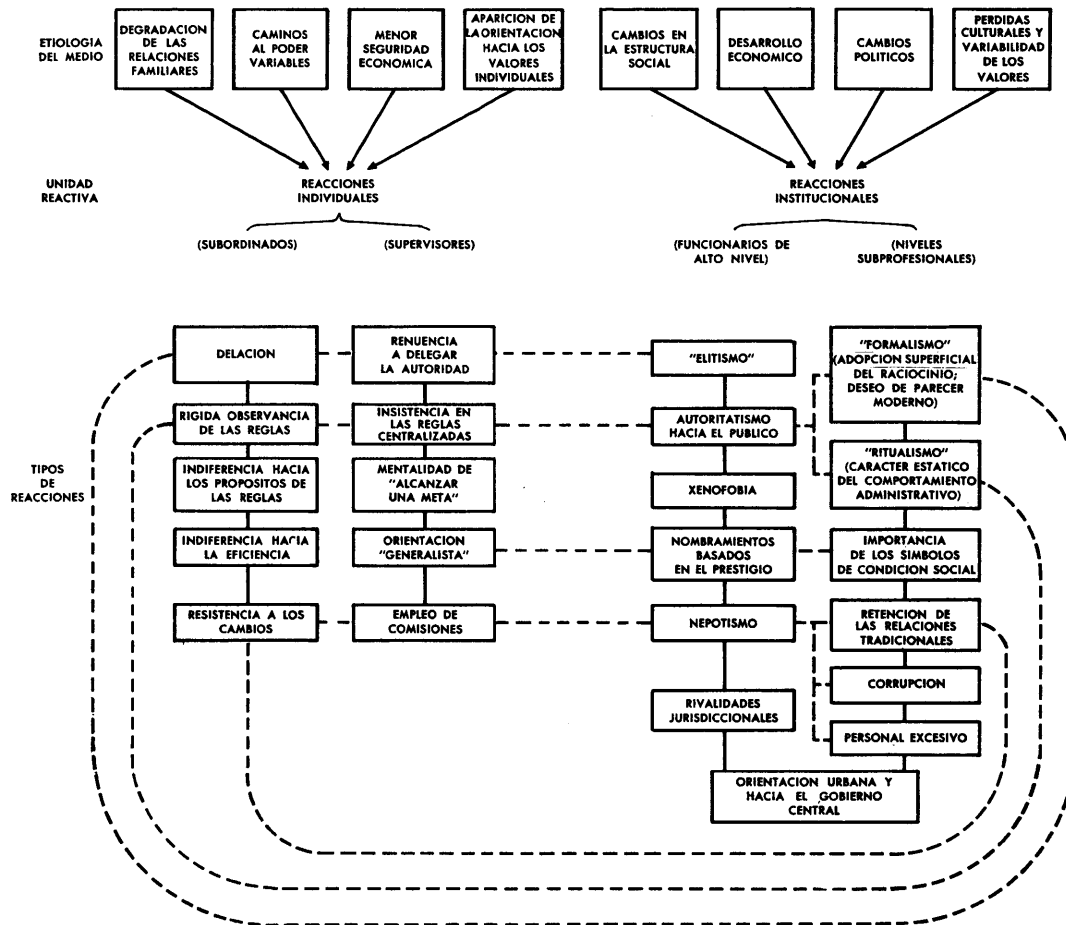 ETIOLOGIA
DEL MEDIO
DEGRADACION
DE LAS
RELACIONES
FAMILIARES
CAMINOS
AL PODER
VARIABLES
MENOR
SEGURIDAD
ECONOMICA
APARICION DE
LA ORIENTACION
HACIA LOS
VALORES
INDIVIDUALES
CAMBIOS EN
LA ESTRUCTURA
SOCIAL
DESARROLLO
ECONOMICO
CAMBIOS
POLITICOS
PERDIDAS
CULTURALES Y
VARIABILIDAD
DE LOS
VALORES
UNIDAD
REACTIVA
REACCIONES
INDIVIDUALES
REACCIONES
INSTITUCIONALES
(SUBORDINADOS)
(SUPERVISORES)
(FUNCIONARIOS DE
ALTO NIVEL)
(NIVELES
SUBPROFESIONALES)
TIPOS
DE
REACCIONES
DELACION
RIGIDA OBSERVANCIA
DE LAS REGLAS
INDIFERENCIA HACIA
LOS PROPOSITOS DE
LAS REGLAS
INDIFERENCIA HACIA
LA EFICIENCIA
RESISTENCIA A LOS
CAMBIOS
RENUENCIA
A DELEGAR
LA AUTORIDAD
INSISTENCIA EN
LAS REGLAS
CENTRALIZADAS
MENTALIDAD DE
"ALCANZAR
UNA META"
ORIENTACION
"GENERALISTA"
EMPLEO DE
COMISIONES
"ELITISMO"
AUTORITATISMO
HACIA EL PUBLICO
XENOFOBIA
NOMBRAMIENTOS
BASADOS
EN EL PRESTIGIO
NEPOTISMO
RIVALIDADES
JURISDICCIONALES
"FORMALISMO"
(ADOPCION SUPERFICIAL
DEL RACIOCINIO;
DESEO DE PARECER
MODERNO)
"RITUALISMO"
(CARACTER ESTATICO
DEL COMPORTAMIENTO
ADMINISTRATIVO)
IMPORTANCIA
DE LOS SIMBOLOS
DE CONDICION SOCIAL
RETENCION DE
LAS RELACIONES
TRADICIONALES
CORRUPCION
PERSONAL EXCESIVO
ORIENTACION URBANA Y
HACIA EL GOBIERNO
CENTRAL